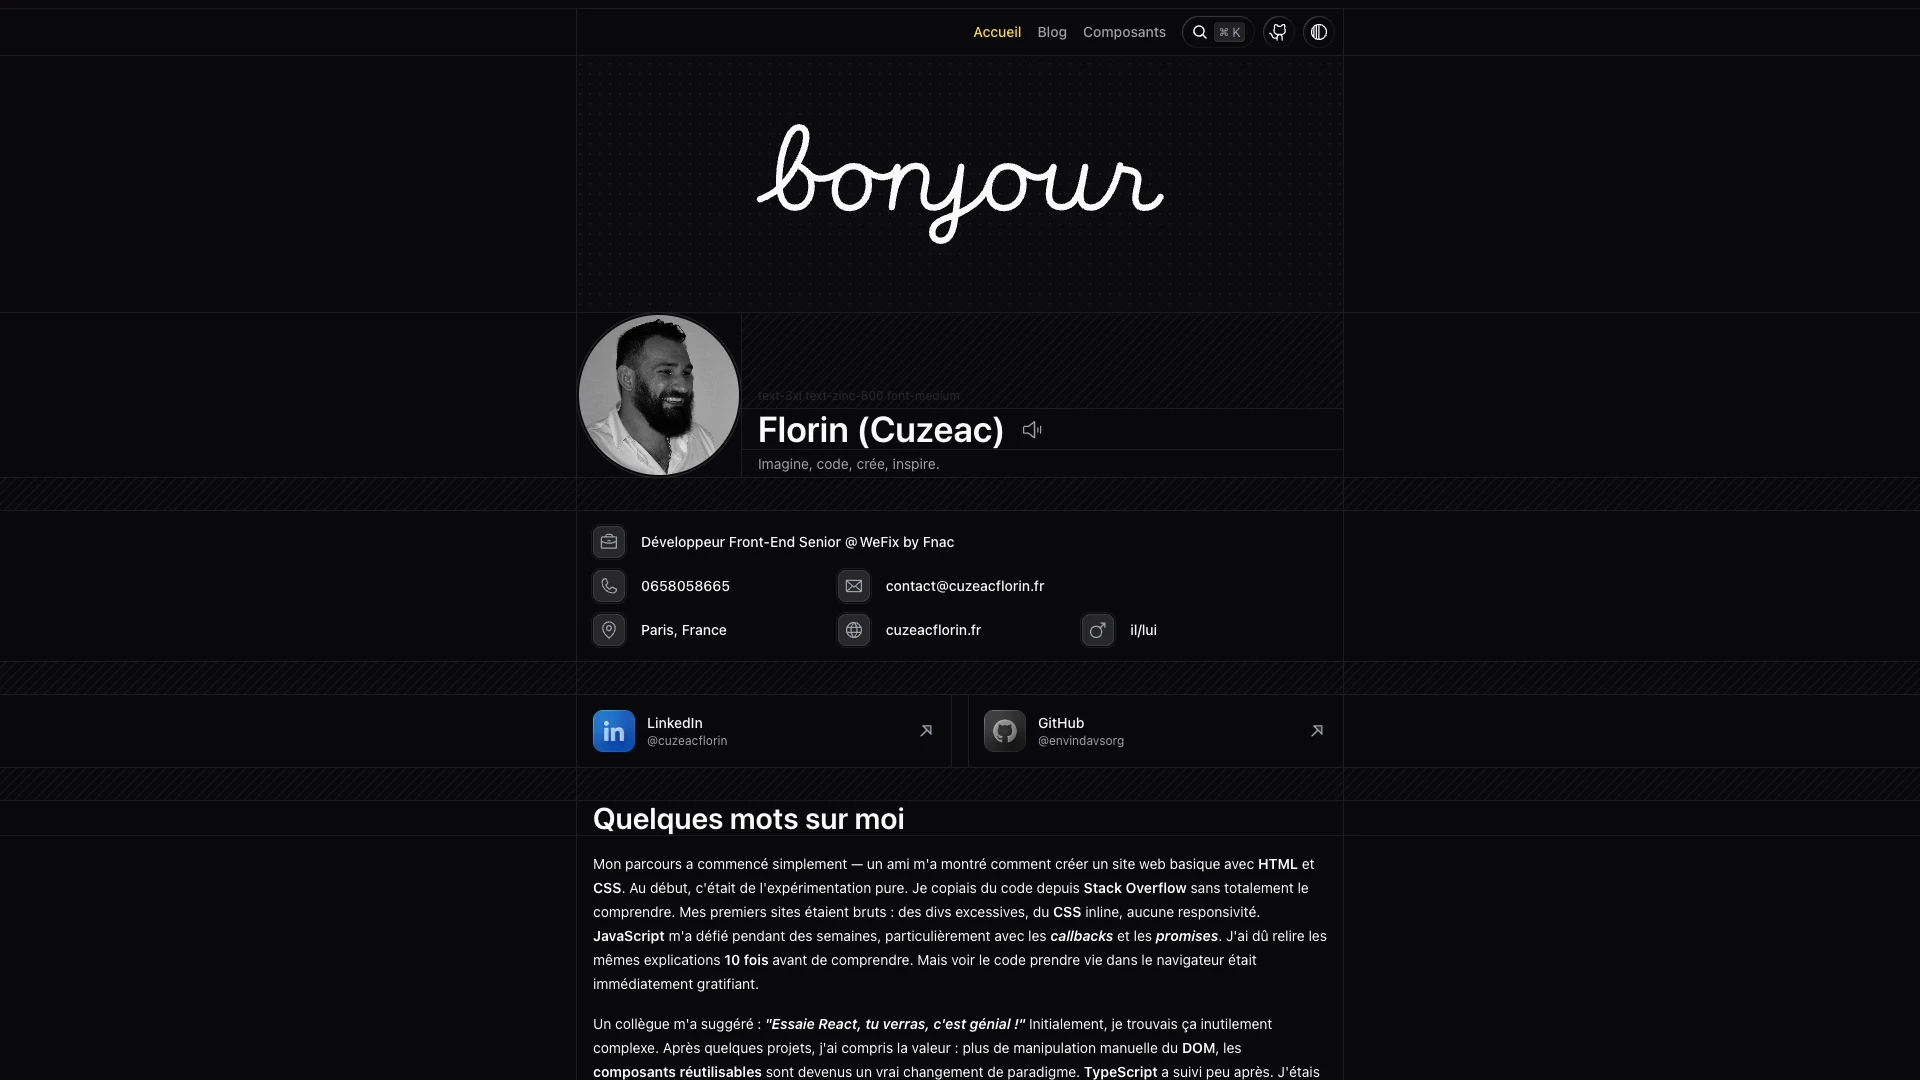 Accueil Blog Composants ⌘ K
bonjour
text-3xl text-zinc-800 font-medium
Florin (Cuzeac)
Imagine, code, crée, inspire.
Développeur Front-End Senior @ WeFix by Fnac
0658058665 contact@cuzeacflorin.fr
Paris, France cuzeacflorin.fr il/lui
in LinkedIn GitHub
@cuzeacflorin @envindavsorg
Quelques mots sur moi
Mon parcours a commencé simplement — un ami m'a montré comment créer un site web basique avec HTML et
CSS. Au début, c'était de l'expérimentation pure. Je copiais du code depuis Stack Overflow sans totalement le
comprendre. Mes premiers sites étaient bruts : des divs excessives, du CSS inline, aucune responsivité.
JavaScript m'a défié pendant des semaines, particulièrement avec les callbacks et les promises. J'ai dû relire les
mêmes explications 10 fois avant de comprendre. Mais voir le code prendre vie dans le navigateur était
immédiatement gratifiant.
Un collègue m'a suggéré : "Essaie React, tu verras, c'est génial !" Initialement, je trouvais ça inutilement
complexe. Après quelques projets, j'ai compris la valeur : plus de manipulation manuelle du DOM, les
composants réutilisables sont devenus un vrai changement de paradigme. TypeScript a suivi peu après. J'étais